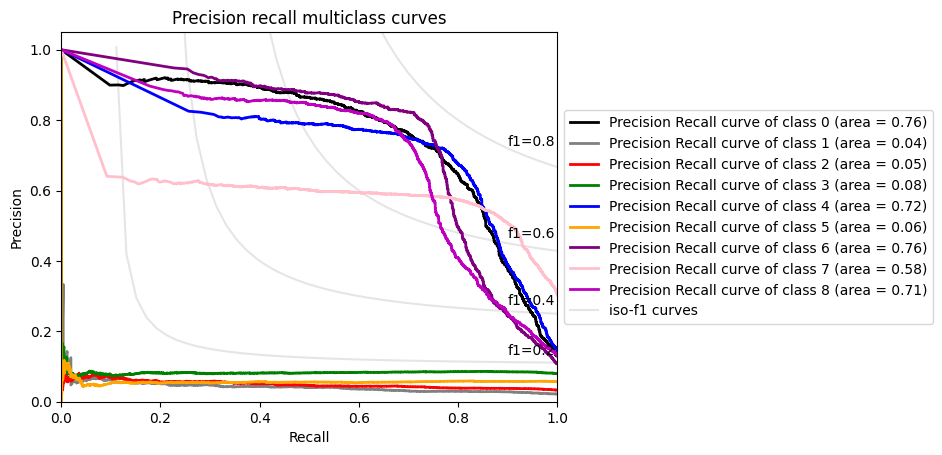 Precision recall multiclass curves
Precision
1.0
0.8
0.6
0.4
0.2
0.0
f1=0.8
f1=0.6
f1=0.4
f1=0.2
0.0 0.2 0.4 0.6 0.8 1.0
Recall
Precision Recall curve of class 0 (area = 0.76)
Precision Recall curve of class 1 (area = 0.04)
Precision Recall curve of class 2 (area = 0.05)
Precision Recall curve of class 3 (area = 0.08)
Precision Recall curve of class 4 (area = 0.72)
Precision Recall curve of class 5 (area = 0.06)
Precision Recall curve of class 6 (area = 0.76)
Precision Recall curve of class 7 (area = 0.58)
Precision Recall curve of class 8 (area = 0.71)
iso-f1 curves